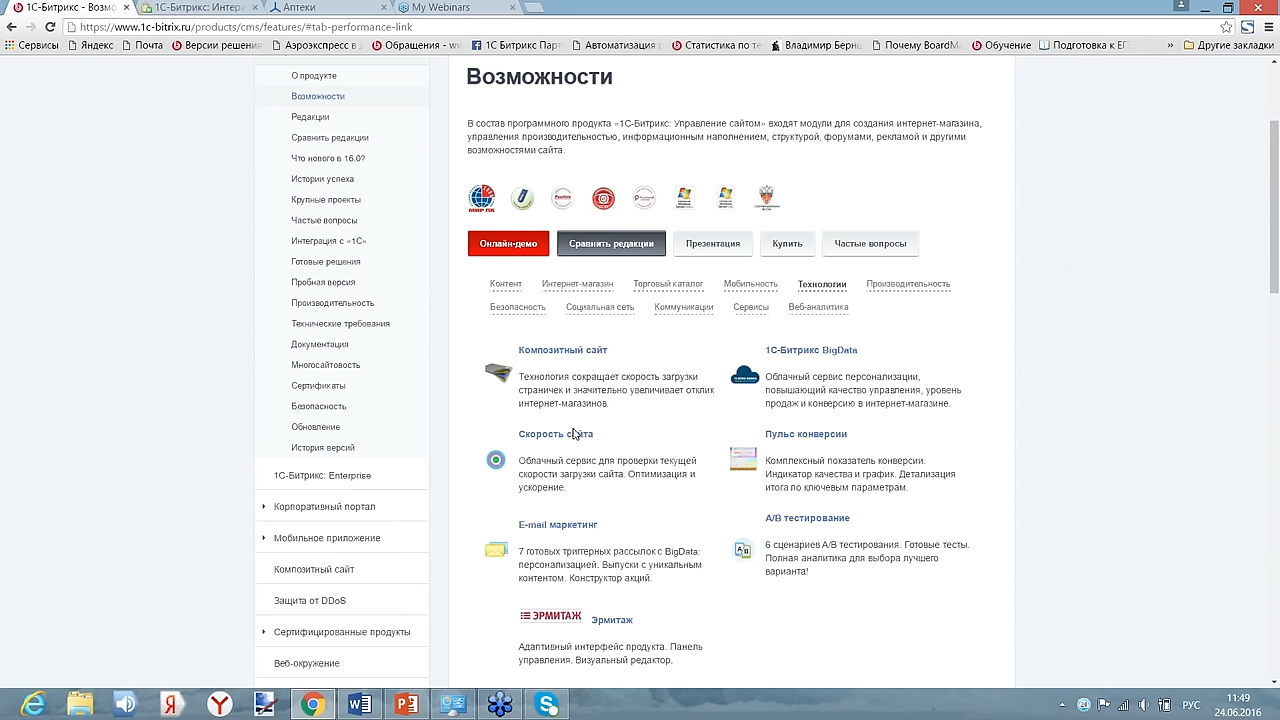 1С-Битрикс - Возмо
1С-Битрикс: Интер
Аптеки
My Webinars
https://www.1c-bitrix.ru/products/cms/features/#tab-performance-link
Сервисы
Яндекс
Почта
Версии решения
Аэроэкспресс -
Обращения - ww
1С Битрикс Парт
Автоматизация
Статистика по те
Владимир Берн
Почему BoardM
Обучение
Подготовка к ЕГ
»
Другие закладки
О продукте
Возможности
Редакции
Сравнить редакции
Что нового в 16.0?
Истории успеха
Крупные проекты
Частые вопросы
Интеграция с «1С»
Готовые решения
Пробная версия
Производительность
Технические требования
Документация
Многосайтовость
Сертификаты
Безопасность
Обновление
История версий
1С-Битрикс: Enterprise
Корпоративный портал
Мобильное приложение
Композитный сайт
Защита от DDoS
Сертифицированные продукты
Веб-окружение
Возможности
В состав программного продукта «1С-Битрикс: Управление сайтом» входят модули для создания интернет-магазина,
управления производительностью, информационным наполнением, структурой, форумами, рекламой и другими
возможностями сайта.
МИР ПК
Онлайн-демо
Сравнить редакции
Презентация
Купить
Частые вопросы
Контент
Интернет-магазин
Торговый каталог
Мобильность
Технологии
Производительность
Безопасность
Социальная сеть
Коммуникации
Сервисы
Веб-аналитика
Композитный сайт
Технология сокращает скорость загрузки
страничек и значительно увеличивает отклик
интернет-магазинов.
1С-Битрикс BigData
Облачный сервис персонализации,
повышающий качество управления, уровень
продаж и конверсию в интернет-магазине.
Скорость сайта
Облачный сервис для проверки текущей
скорости загрузки сайта. Оптимизация и
ускорение.
Пульс конверсии
Комплексный показатель конверсии.
Индикатор качества и график. Детализация
итога по ключевым параметрам.
E-mail маркетинг
7 готовых триггерных рассылок с BigData:
персонализацией. Выпуски с уникальным
контентом. Конструктор акций.
A/B тестирование
A B
6 сценариев A/B тестирования. Готовые тесты.
Полная аналитика для выбора лучшего
варианта!
ЭРМИТАЖ
Эрмитаж
Адаптивный интерфейс продукта. Панель
управления. Визуальный редактор,
РУС
11:49
24.06.2016